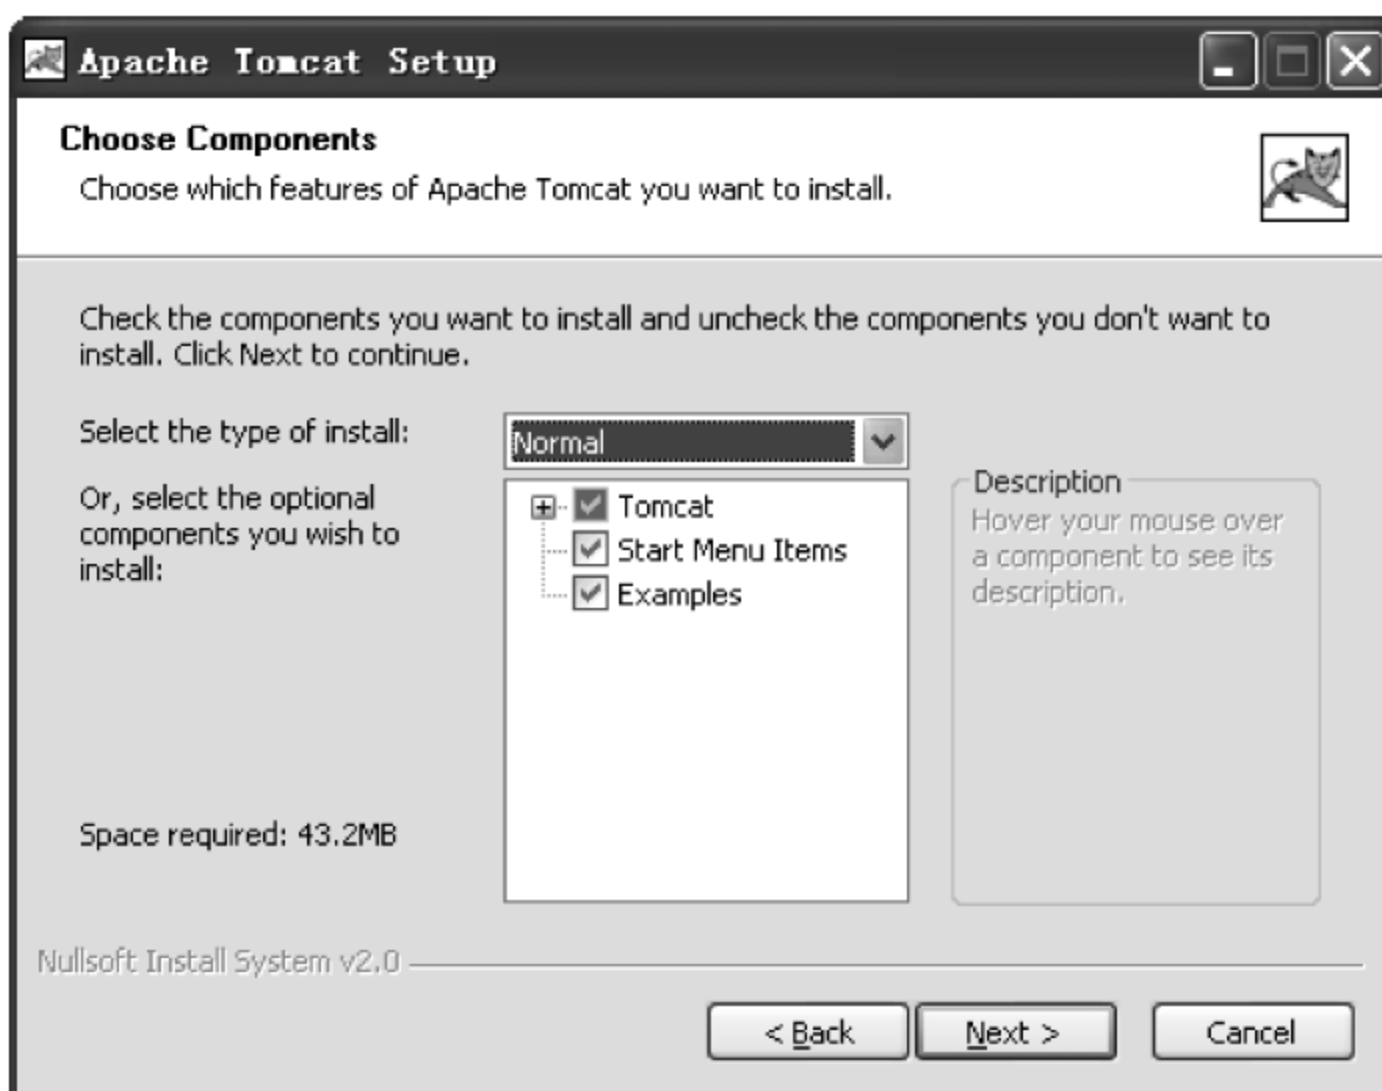 Apache Tomcat Setup
Choose Components
Choose which features of Apache Tomcat you want to install.
Check the components you want to install and uncheck the components you don't want to
install. Click Next to continue.
Select the type of install:
Normal
Or, select the optional
components you wish to
install:
Tomcat
Start Menu Items
Examples
Description
Hover your mouse over
a component to see its
description.
Space required: 43.2MB
Nullsoft Install System v2.0
< Back
Next >
Cancel